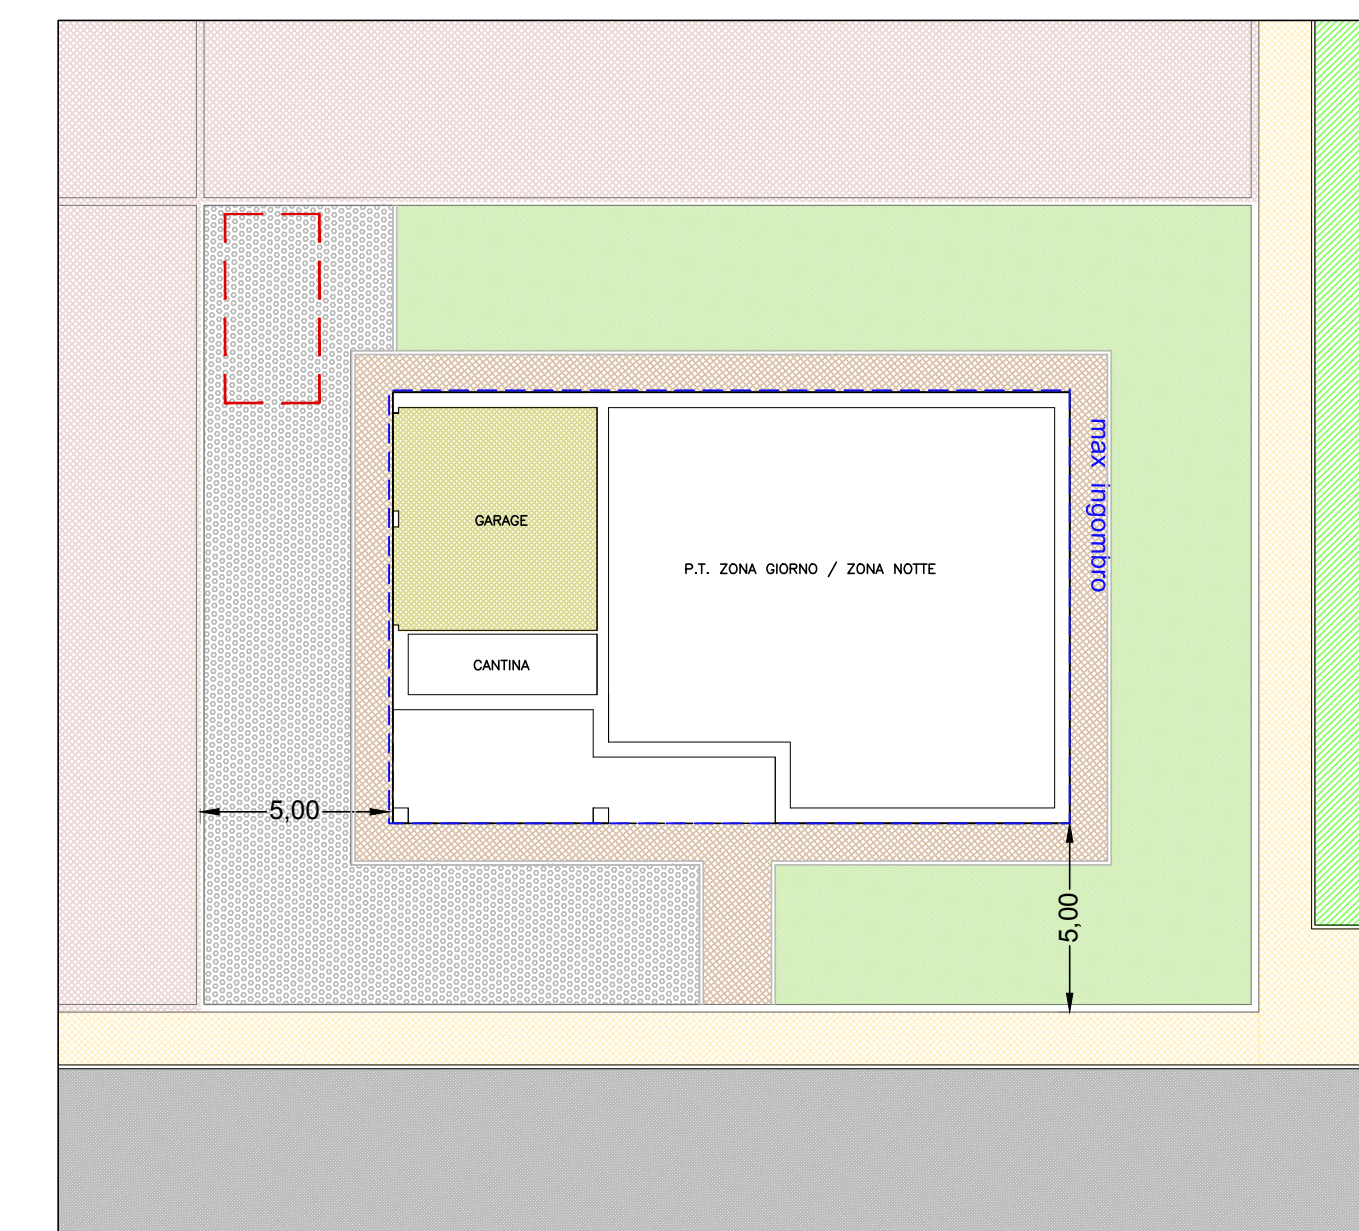 GARAGE
P.T. ZONA GIORNO / ZONA NOTTE
max ingombro
CANTINA
5,00
5,00